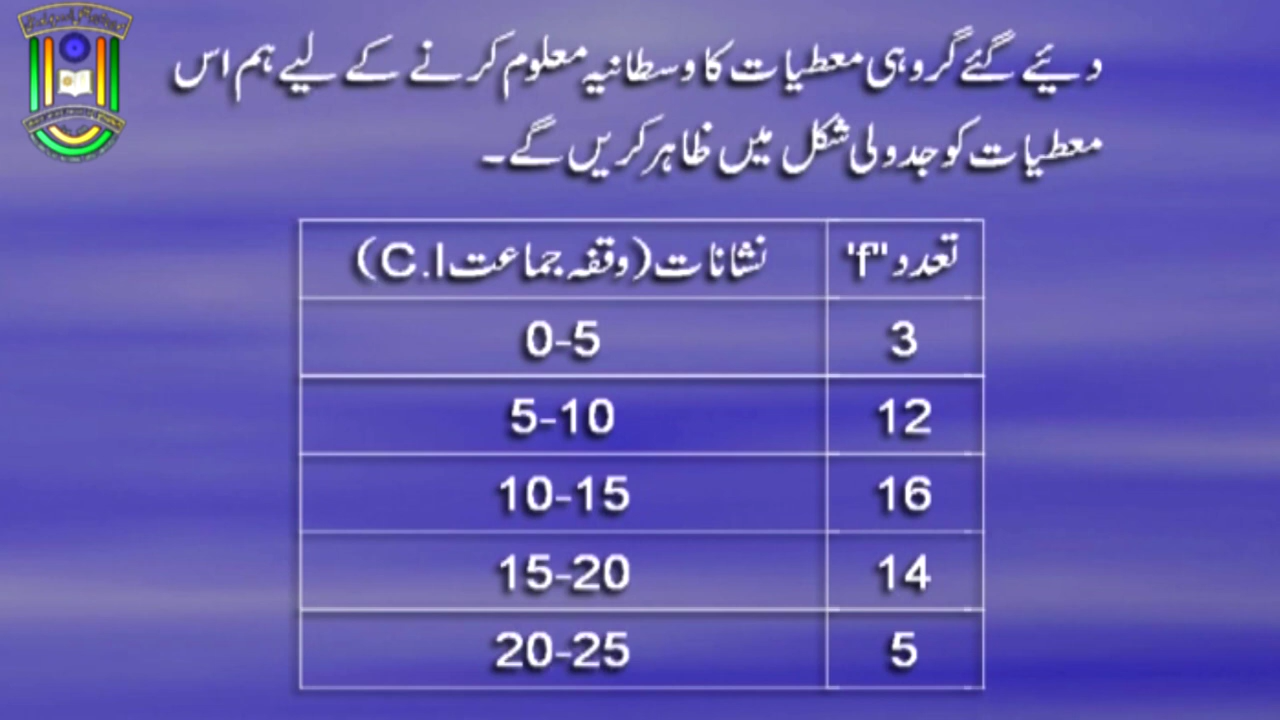 دیئے گئے گروہی معطیات کا وسطانیہ معلوم کرنے کے لیے ہم اس
معطیات کو جدولی شکل میں ظاہر کریں گے۔
تعدد "f' نشانات (وقفہ جماعت C.I)
3 0-5
12 5-10
16 10-15
14 15-20
5 20-25